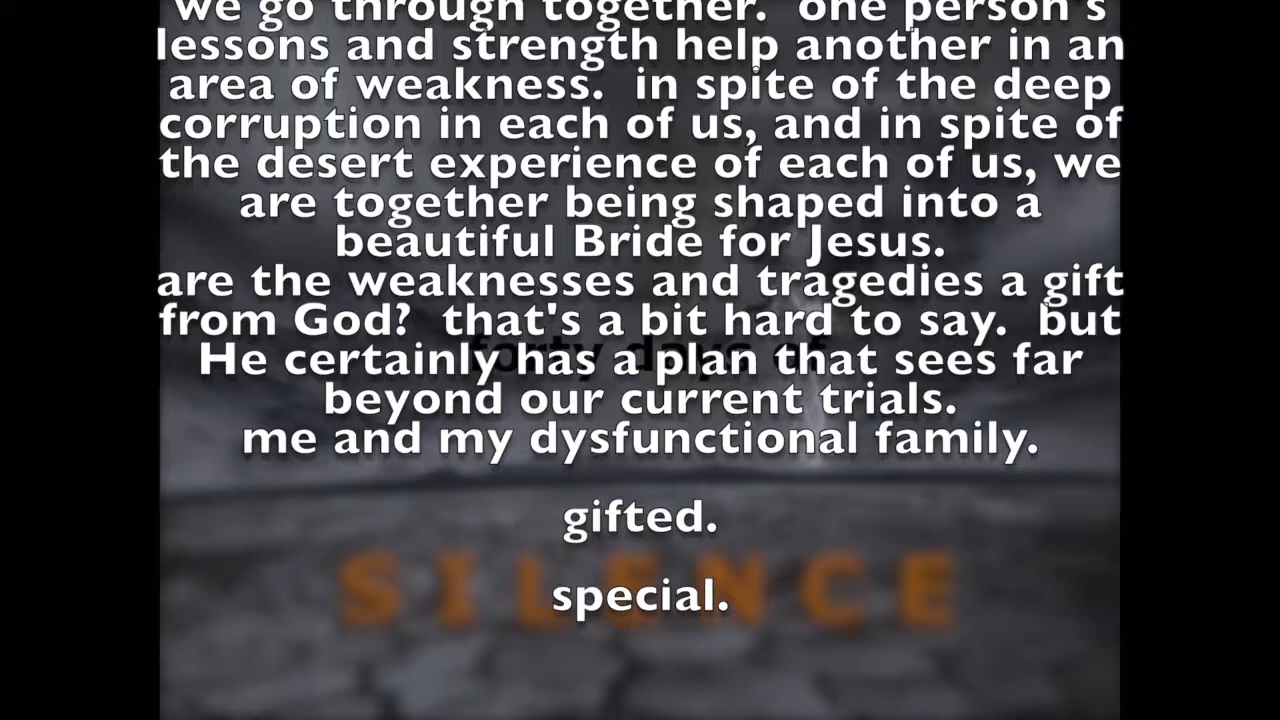 we go through together.  one person's
lessons and strength help another in an
area of weakness.  in spite of the deep
corruption in each of us, and in spite of
the desert experience of each of us, we
are together being shaped into a
beautiful Bride for Jesus.
are the weaknesses and tragedies a gift
from God?  that's a bit hard to say.  but
forty days of
He certainly has a plan that sees far
beyond our current trials.
me and my dysfunctional family.
gifted.
SILENCE
special.